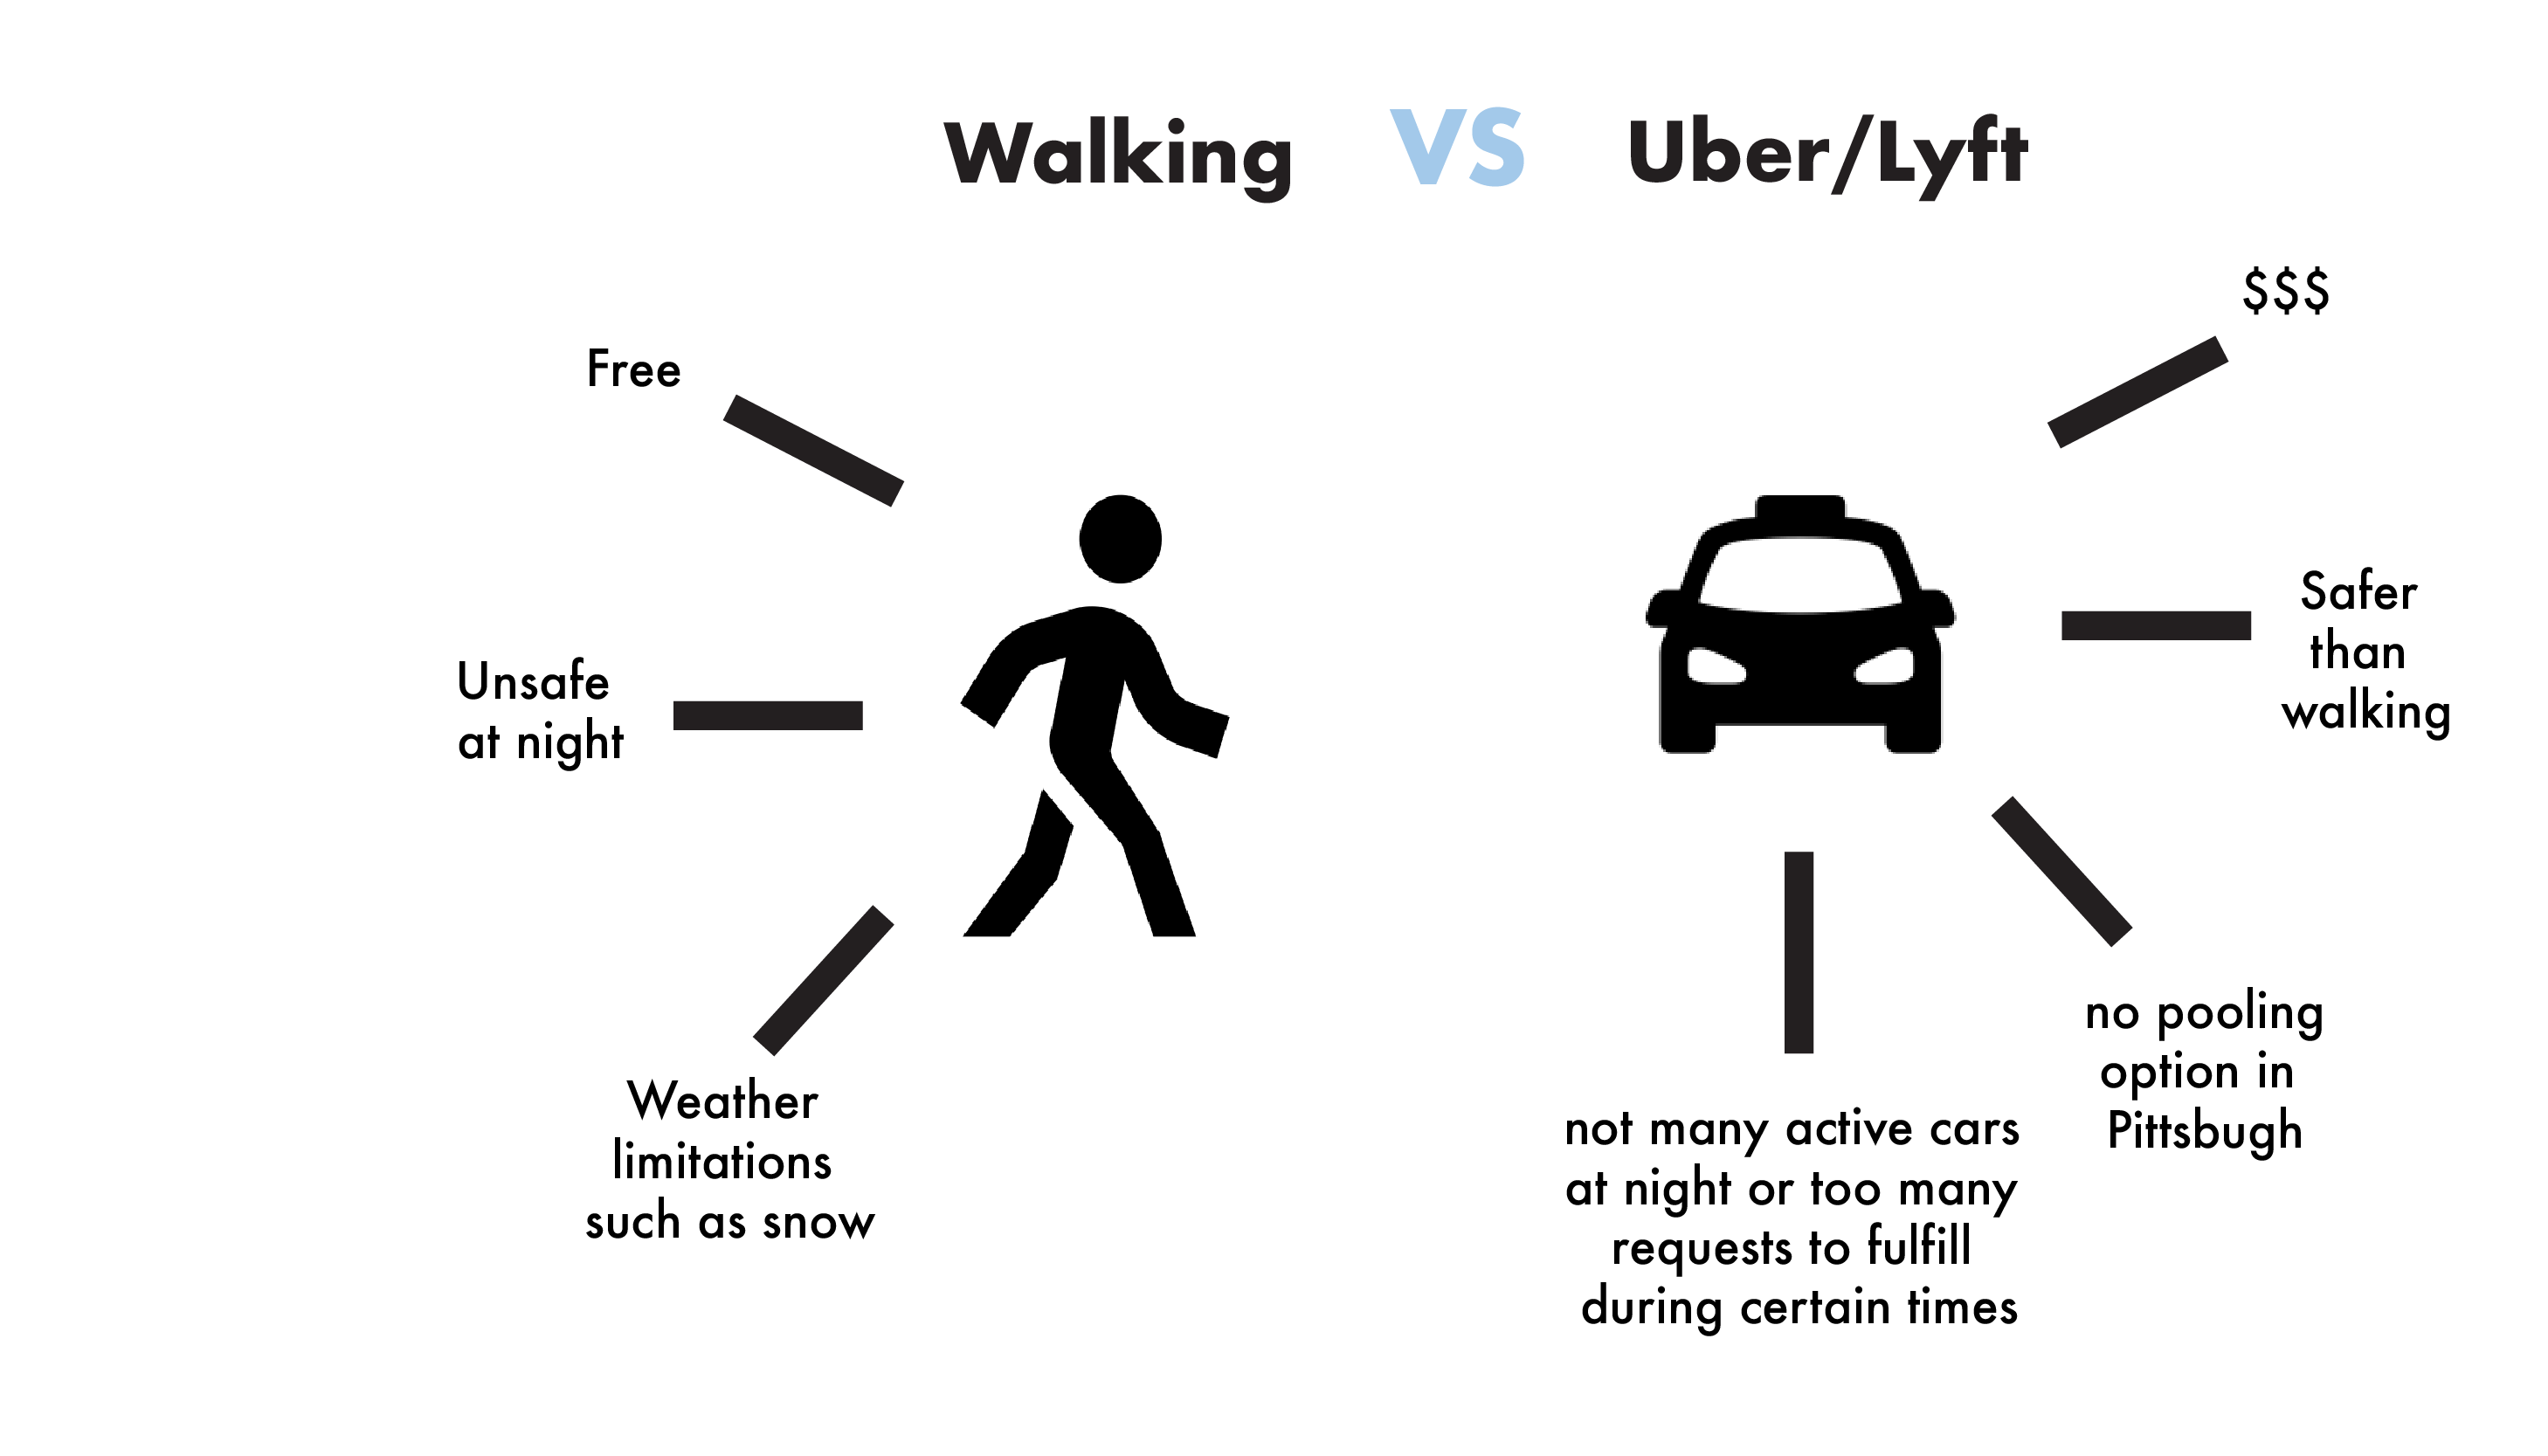 Walking VS Uber/Lyft
Free
Unsafe
at night
Weather
limitations
such as snow
$$$
Safer
than
walking
no pooling
option in
Pittsbugh
not many active cars
at night or too many
requests to fulfill
during certain times